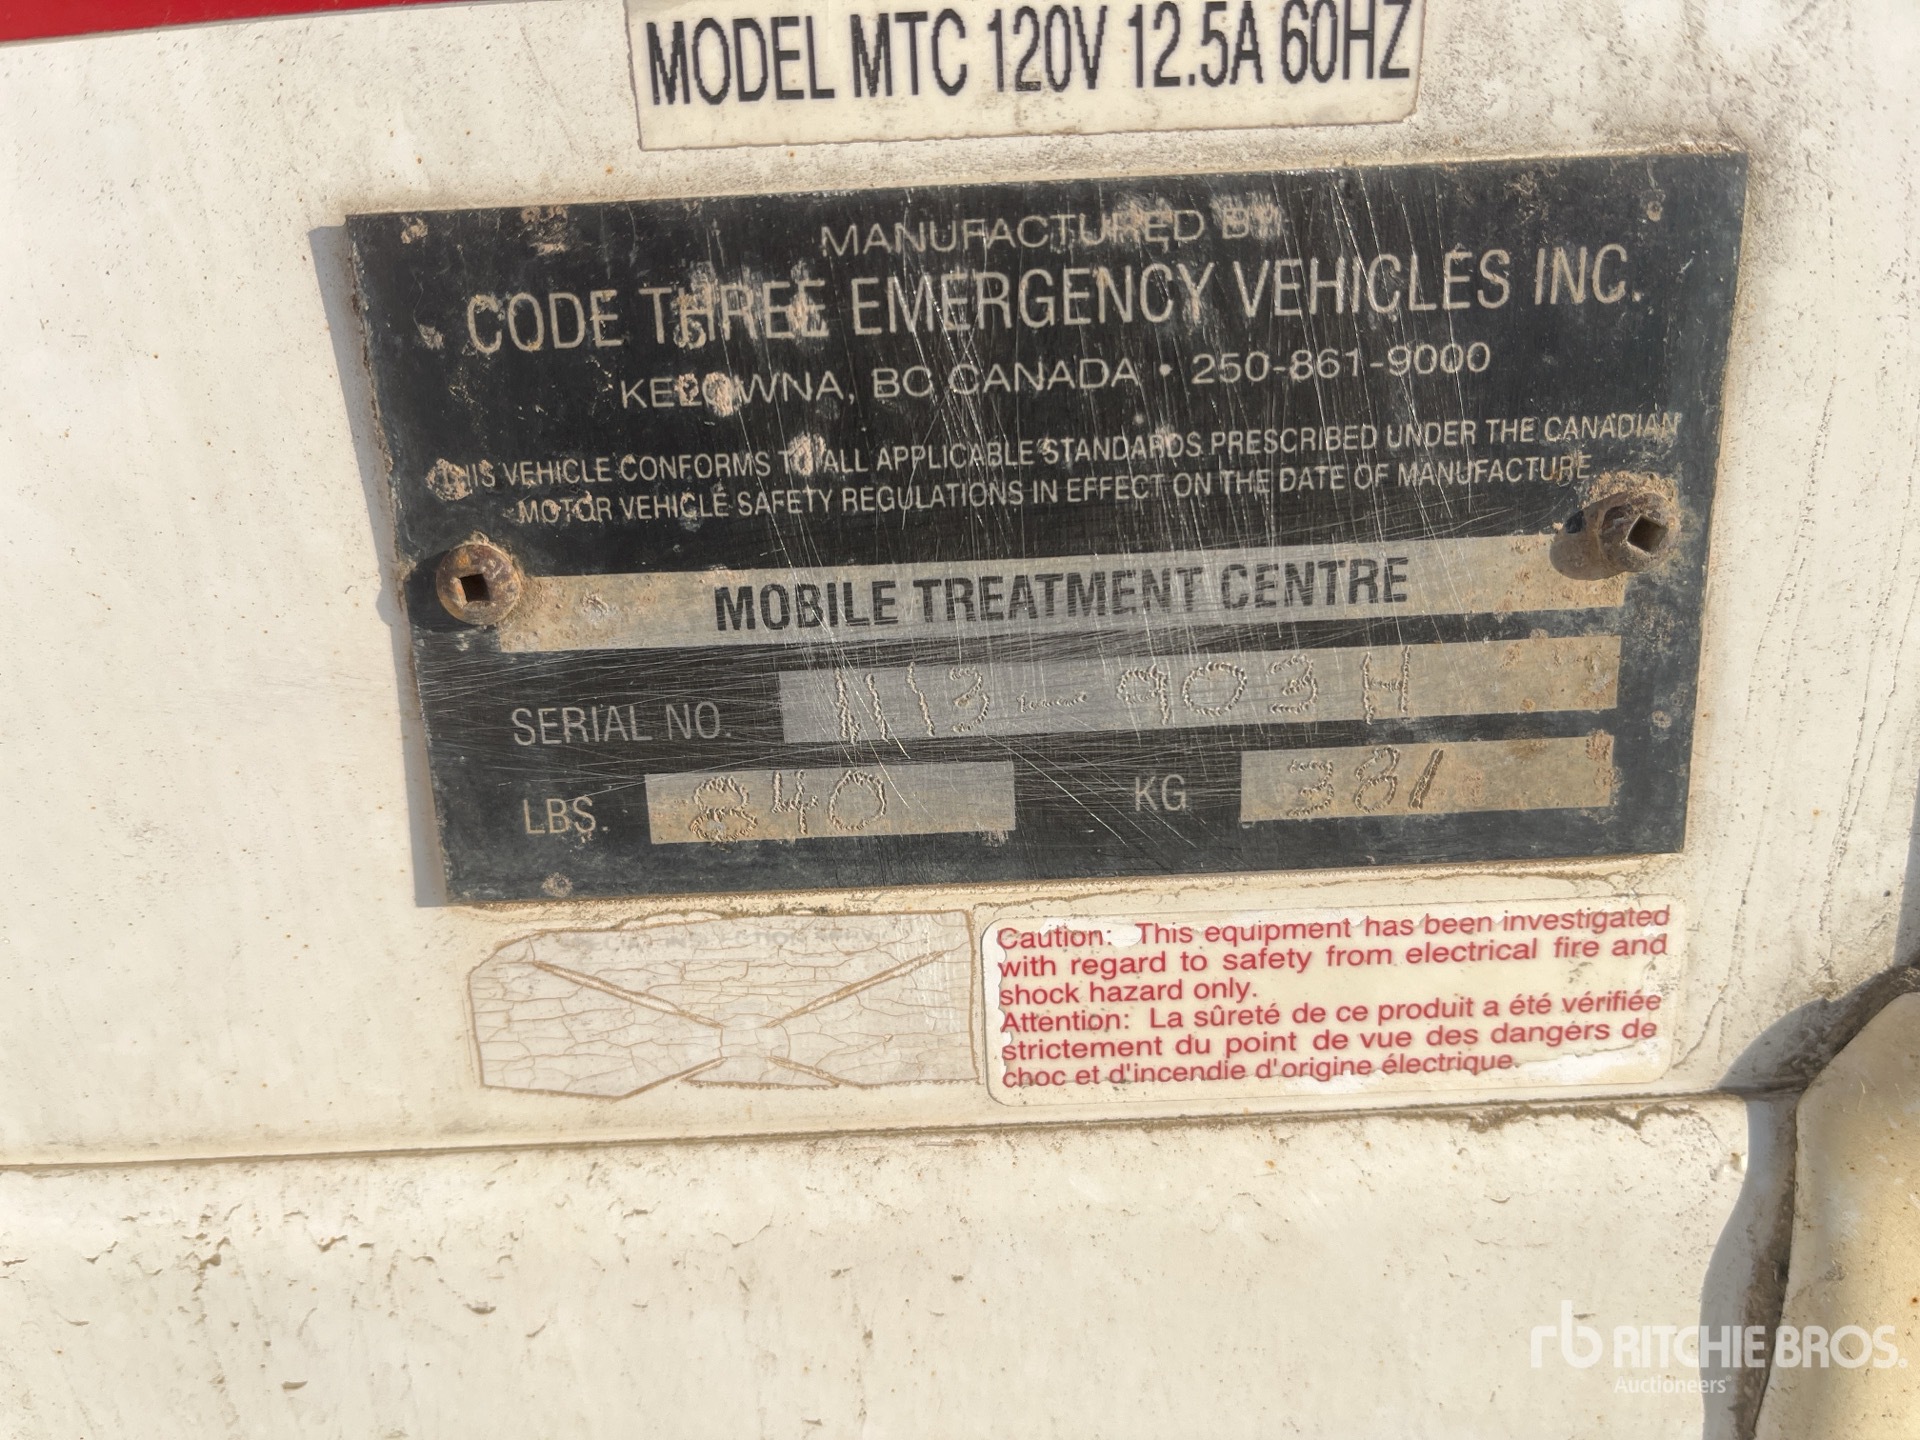 MODEL MTC 120V 12.5A 60HZ
MANUFACTURED BY
CODE THREE EMERGENCY VEHICLES INC.
KELOWNA, BC CANADA • 250-861-9000
THIS VEHICLE CONFORMS TO ALL APPLICABLE STANDARDS PRESCRIBED UNDER THE CANADIAN
MOTOR VEHICLE SAFETY REGULATIONS IN EFFECT ON THE DATE OF MANUFACTURE
MOBILE TREATMENT CENTRE
SERIAL NO. 1113-903H
LBS. 840 KG 381
Caution: This equipment has been investigated
with regard to safety from electrical fire and
shock hazard only.
Attention: La sûreté de ce produit a été vérifiée
strictement du point de vue des dangers de
choc et d'incendie d'origine électrique.
rb RITCHIE BROS.
Auctioneers